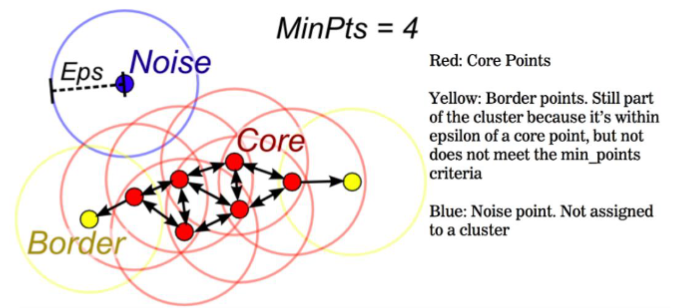 MinPts = 4
Eps
Noise
Core
Border
Red: Core Points
Yellow: Border points. Still part
of the cluster because it's within
epsilon of a core point, but not
does not meet the min_points
criteria
Blue: Noise point. Not assigned
to a cluster